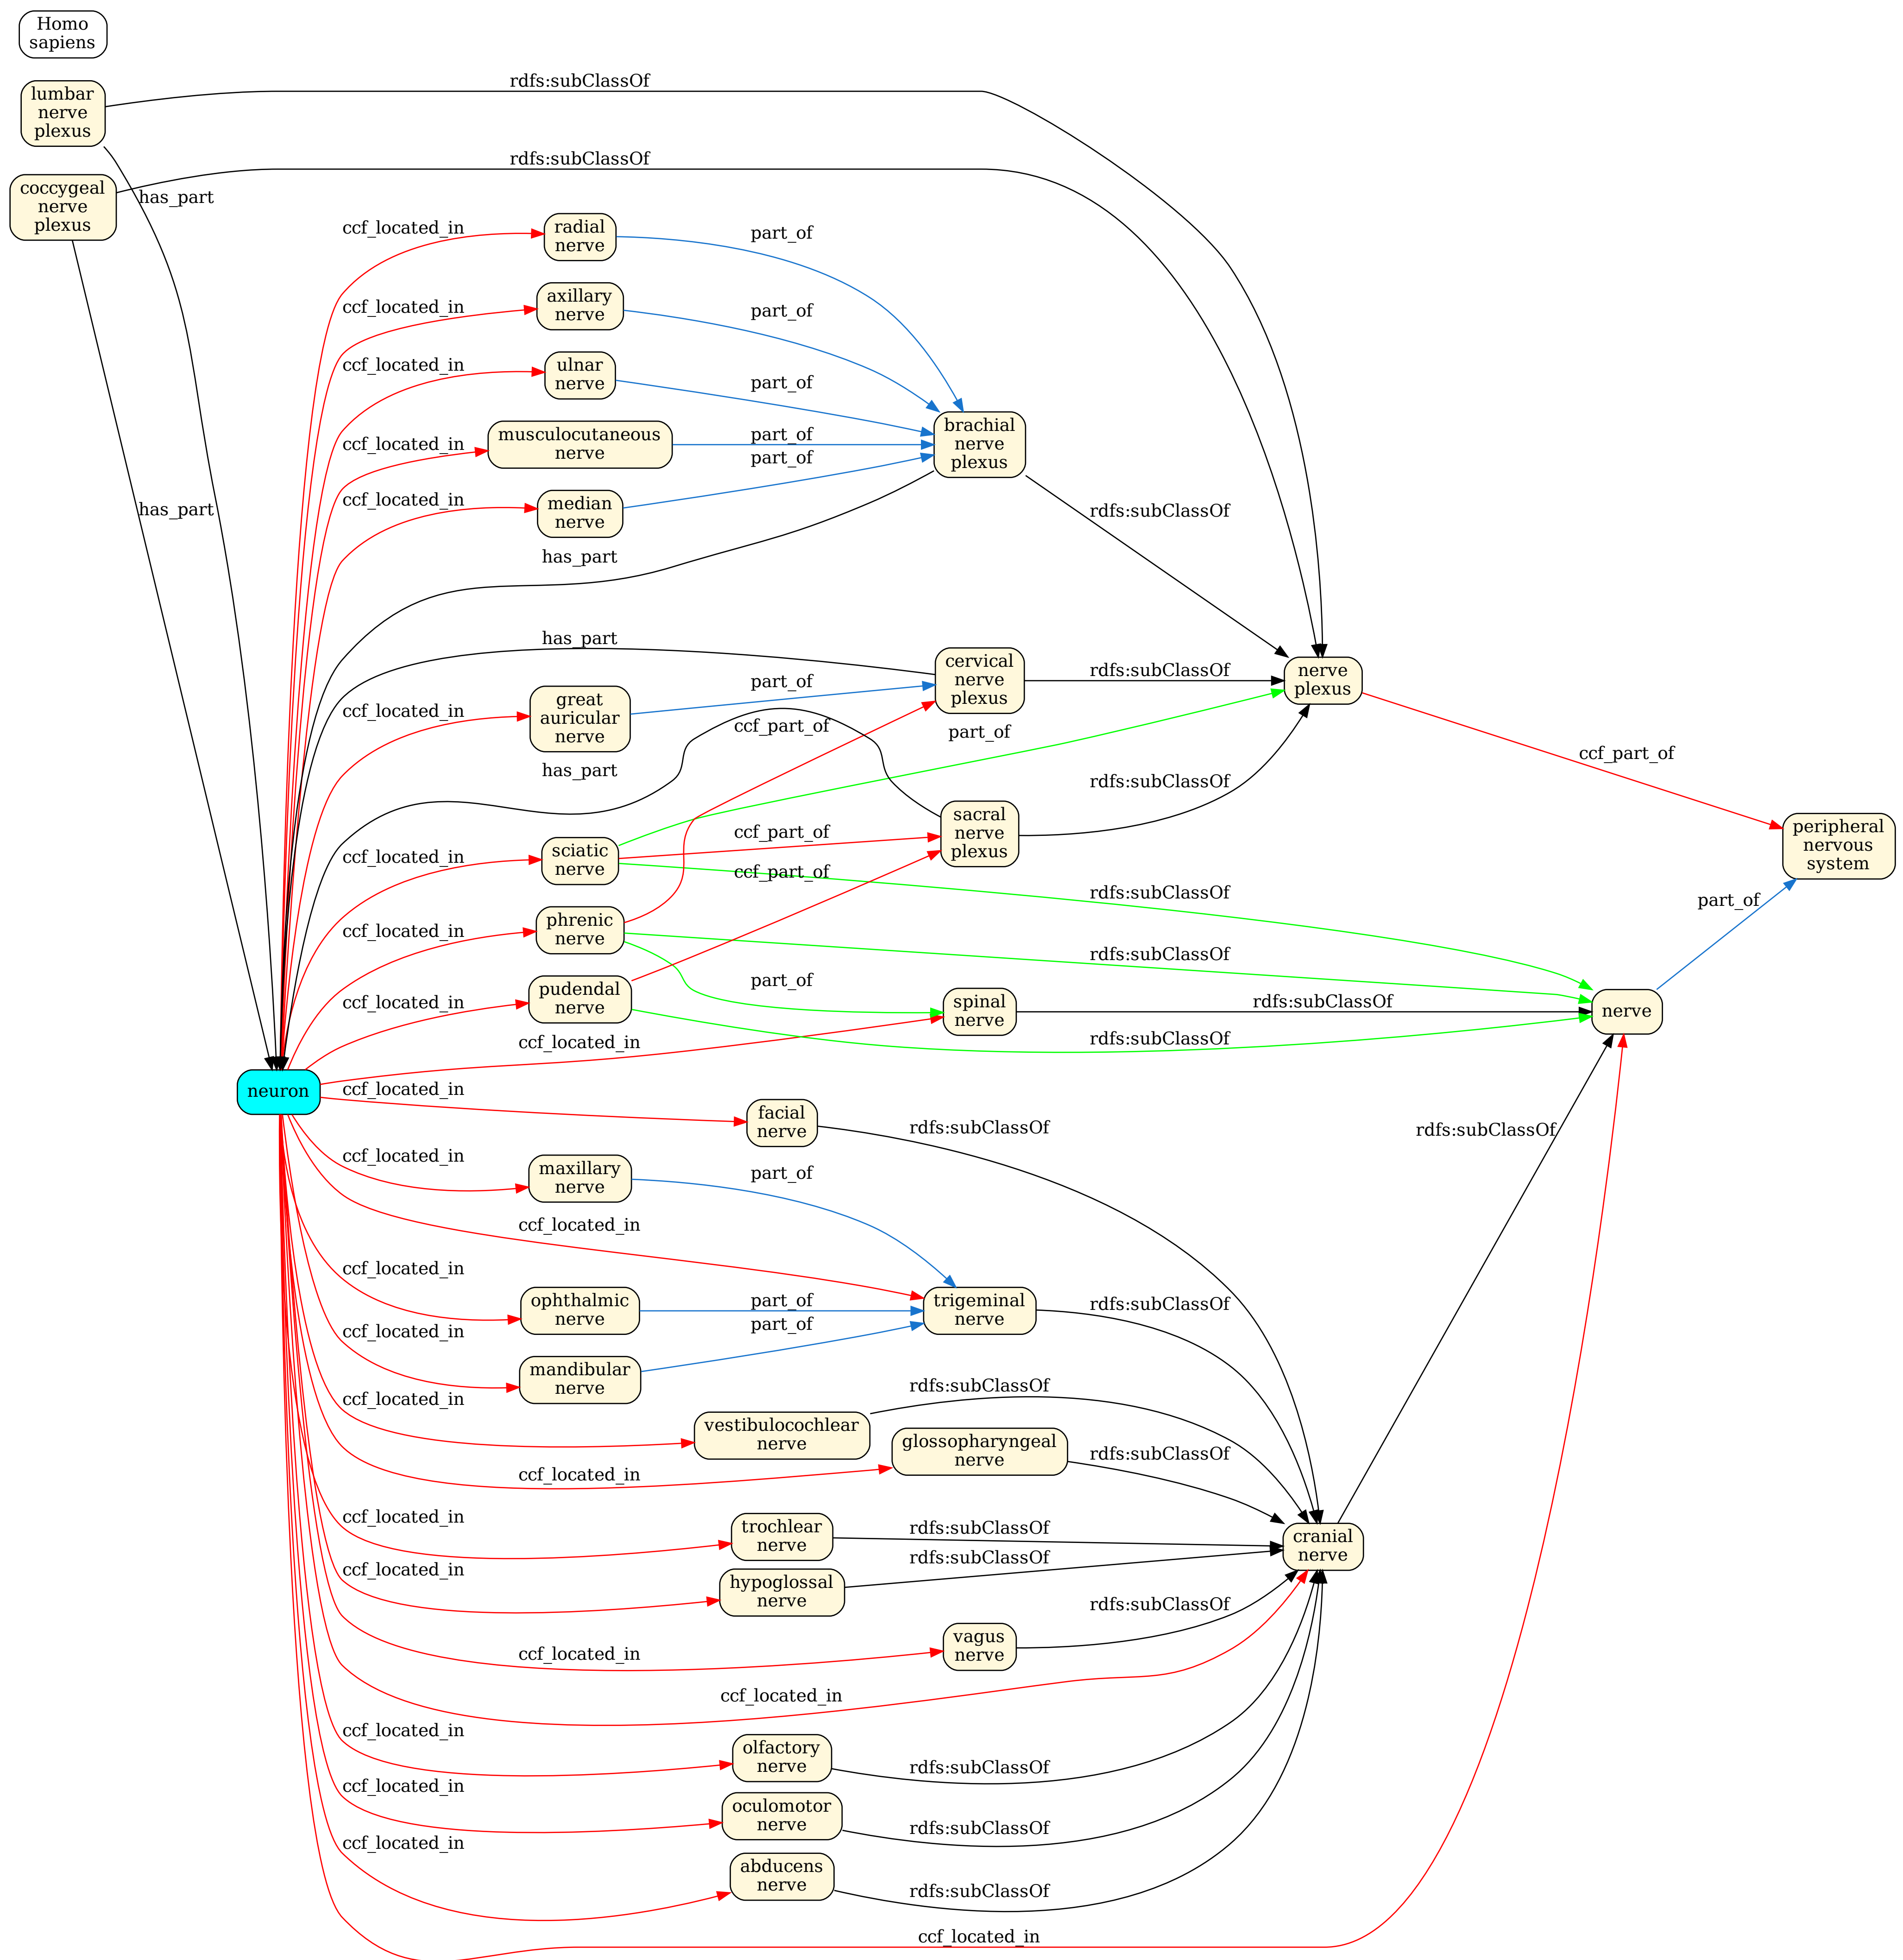 Homo
sapiens
rdfs:subClassOf
lumbar
nerve
plexus
rdfs:subClassOf
coccygeal
nerve
plexus
has_part
ccf_located_in
radial
nerve
part_of
ccf_located_in
axillary
nerve
part_of
ccf_located_in
ulnar
nerve
part_of
ccf_located_in
musculocutaneous
nerve
part_of
brachial
nerve
plexus
part_of
ccf_located_in
median
nerve
has_part
rdfs:subClassOf
has_part
has_part
cervical
nerve
plexus
rdfs:subClassOf
nerve
plexus
part_of
ccf_located_in
great
auricular
nerve
ccf_part_of
part_of
ccf_part_of
has_part
rdfs:subClassOf
sacral
nerve
plexus
ccf_part_of
peripheral
nervous
system
ccf_located_in
sciatic
nerve
ccf_part_of
rdfs:subClassOf
part_of
ccf_located_in
phrenic
nerve
rdfs:subClassOf
part_of
ccf_located_in
pudendal
nerve
spinal
nerve
rdfs:subClassOf
nerve
ccf_located_in
rdfs:subClassOf
neuron
ccf_located_in
facial
nerve
rdfs:subClassOf
rdfs:subClassOf
ccf_located_in
maxillary
nerve
part_of
ccf_located_in
ccf_located_in
ophthalmic
nerve
part_of
trigeminal
nerve
rdfs:subClassOf
part_of
ccf_located_in
mandibular
nerve
rdfs:subClassOf
ccf_located_in
vestibulocochlear
nerve
glossopharyngeal
nerve
rdfs:subClassOf
ccf_located_in
ccf_located_in
trochlear
nerve
rdfs:subClassOf
cranial
nerve
rdfs:subClassOf
ccf_located_in
hypoglossal
nerve
rdfs:subClassOf
ccf_located_in
vagus
nerve
ccf_located_in
ccf_located_in
olfactory
nerve
rdfs:subClassOf
ccf_located_in
oculomotor
nerve
rdfs:subClassOf
ccf_located_in
abducens
nerve
rdfs:subClassOf
ccf_located_in